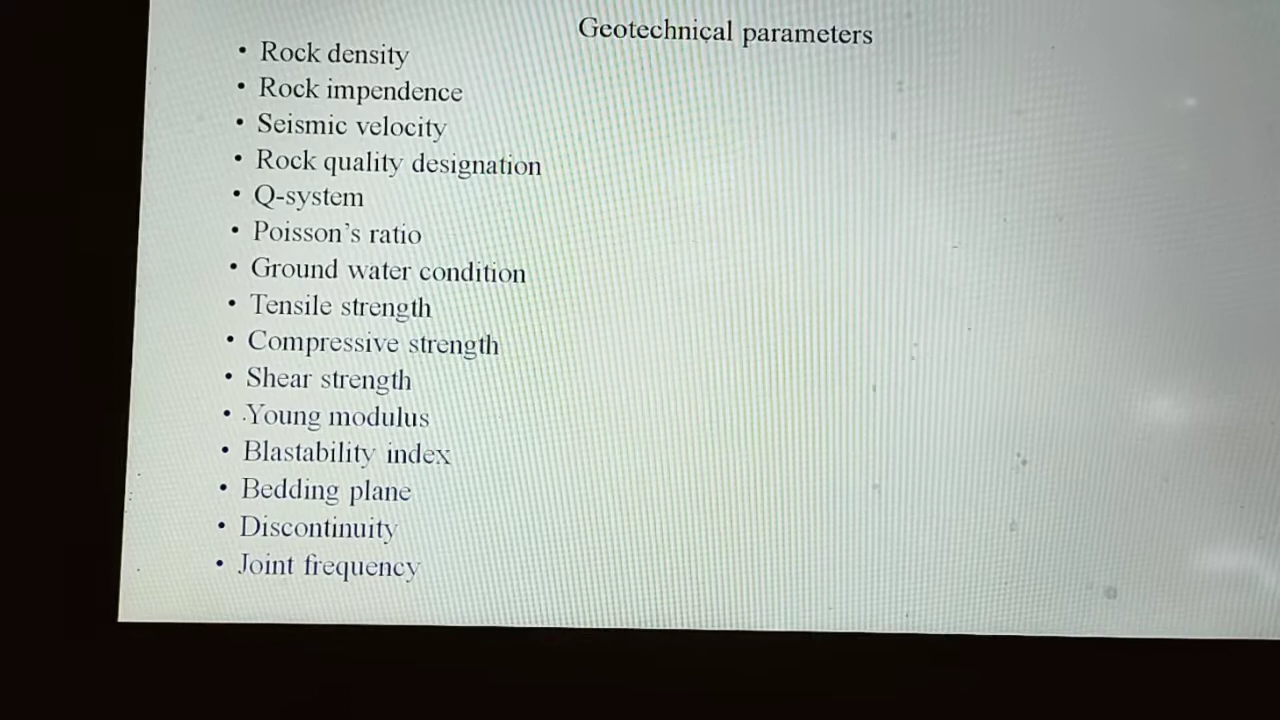 Geotechnical parameters
• Rock density
• Rock impendence
• Seismic velocity
• Rock quality designation
• Q-system
• Poisson's ratio
• Ground water condition
• Tensile strength
• Compressive strength
• Shear strength
• .Young modulus
• Blastability index
• Bedding plane
• Discontinuity
• Joint frequency